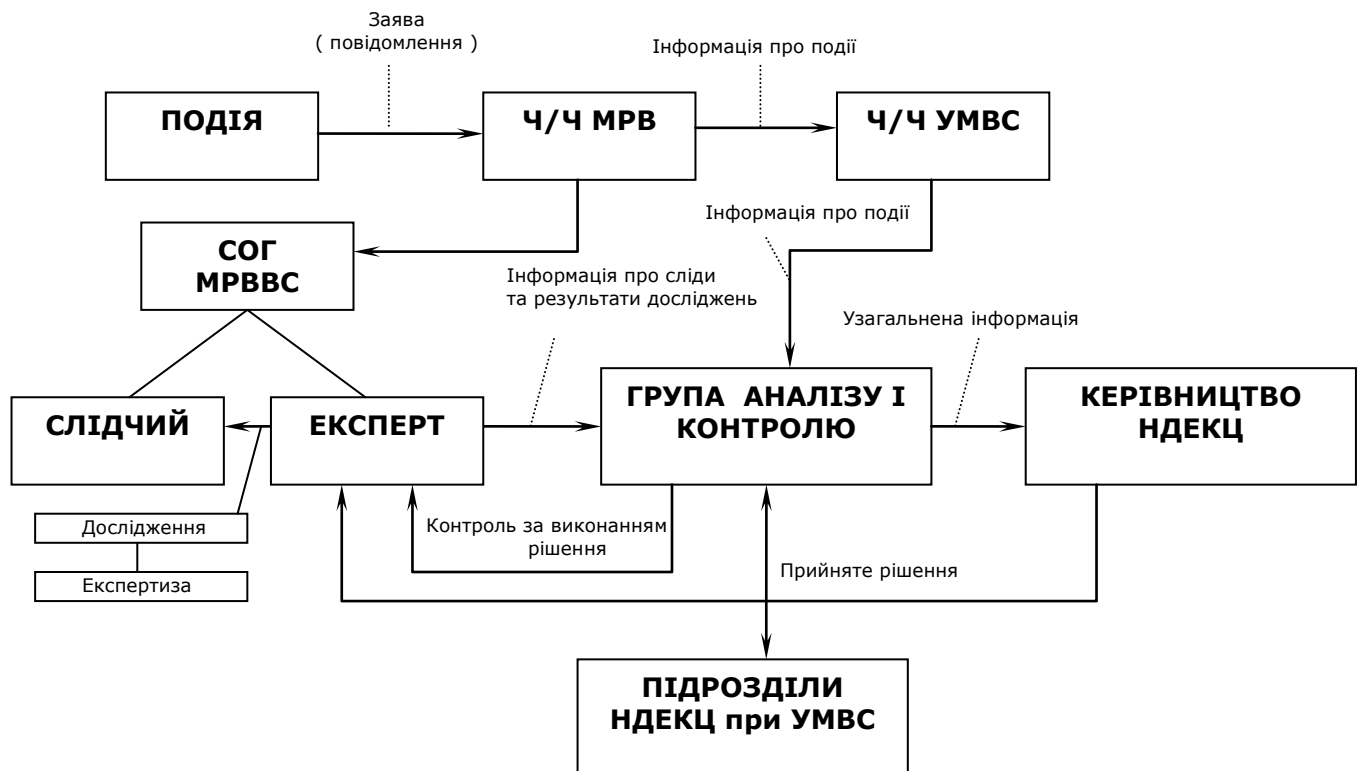 Заява
( повідомлення )
Інформація про події
ПОДІЯ
Ч/Ч МРВ
Ч/Ч УМВС
Інформація про події
СОГ
МРВВС
Інформація про сліди
та результати досліджень
Узагальнена інформація
СЛІДЧИЙ
ЕКСПЕРТ
ГРУПА АНАЛІЗУ І
КОНТРОЛЮ
КЕРІВНИЦТВО
НДЕКЦ
Дослідження
Експертиза
Контроль за виконанням
рішення
Прийняте рішення
ПІДРОЗДІЛИ
НДЕКЦ при УМВС